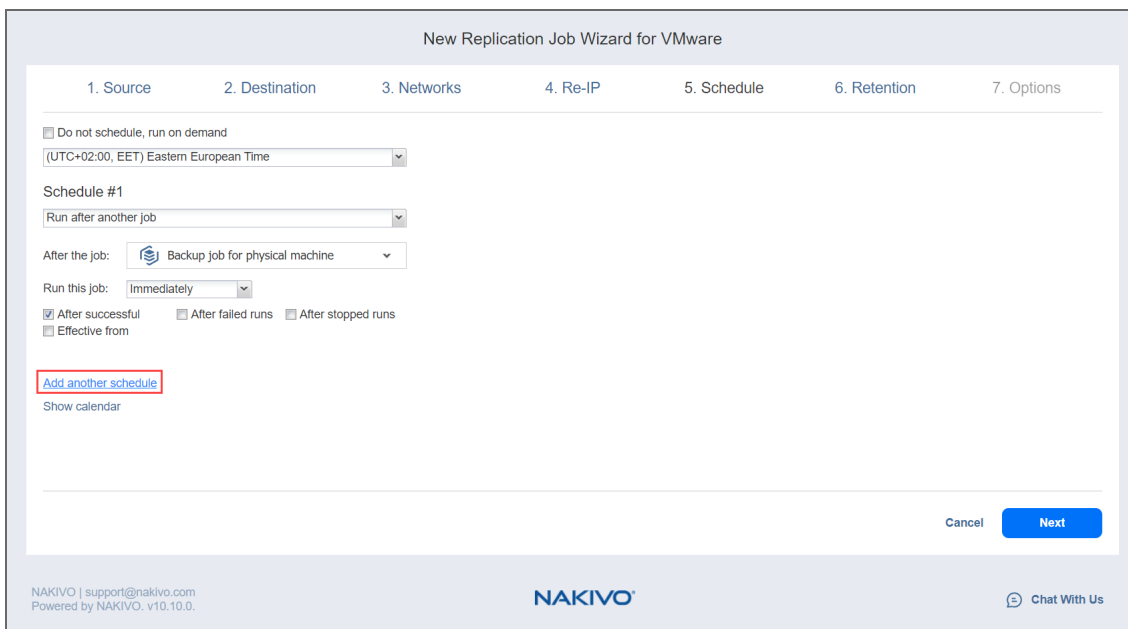 New Replication Job Wizard for VMware
1. Source 2. Destination 3. Networks 4. Re-IP 5. Schedule 6. Retention 7. Options
Do not schedule, run on demand
(UTC+02:00, EET) Eastern European Time
Schedule #1
Run after another job
After the job: Backup job for physical machine
Run this job: Immediately
After successful After failed runs After stopped runs
Effective from
Add another schedule
Show calendar
Cancel Next
NAKIVO | support@nakivo.com
Powered by NAKIVO. v10.10.0.
NAKIVO®
Chat With Us